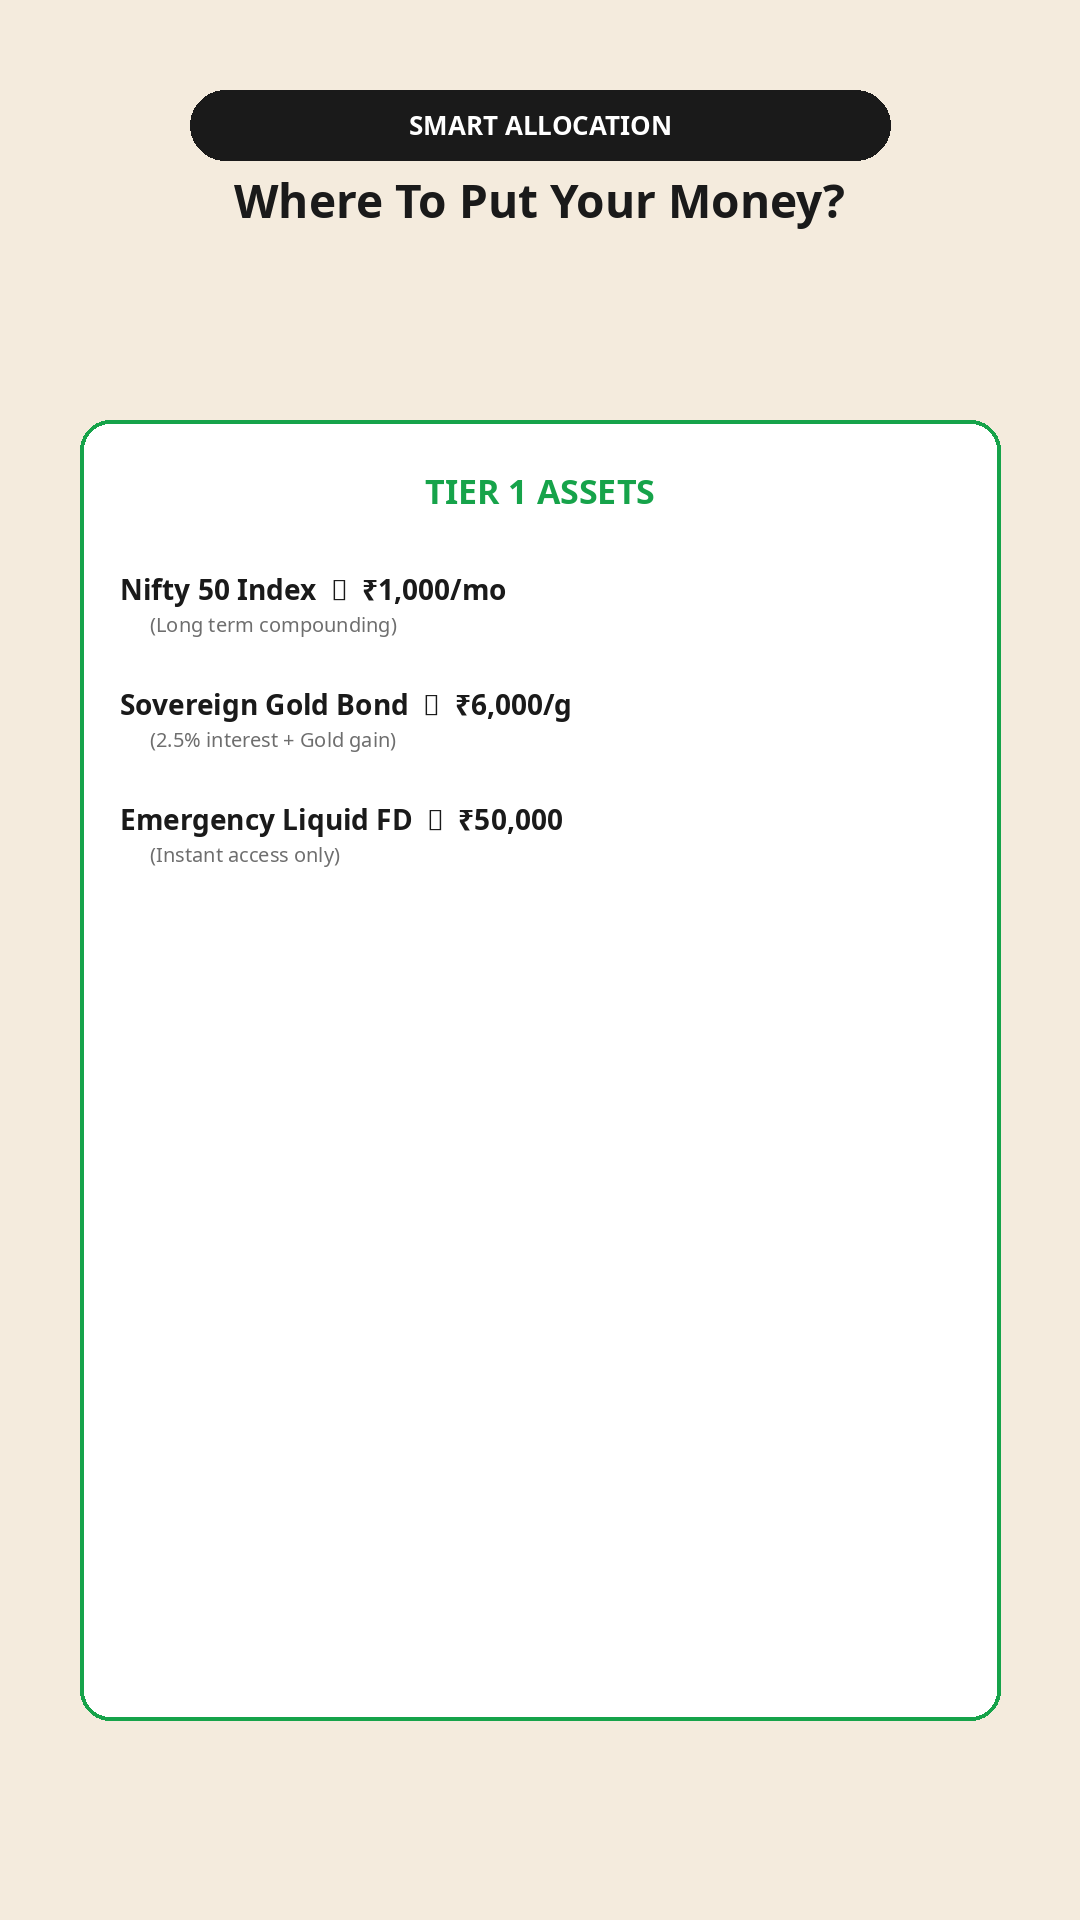 SMART ALLOCATION
Where To Put Your Money?
TIER 1 ASSETS
Nifty 50 Index ▯ ₹1,000/mo
(Long term compounding)
Sovereign Gold Bond ▯ ₹6,000/g
(2.5% interest + Gold gain)
Emergency Liquid FD ▯ ₹50,000
(Instant access only)